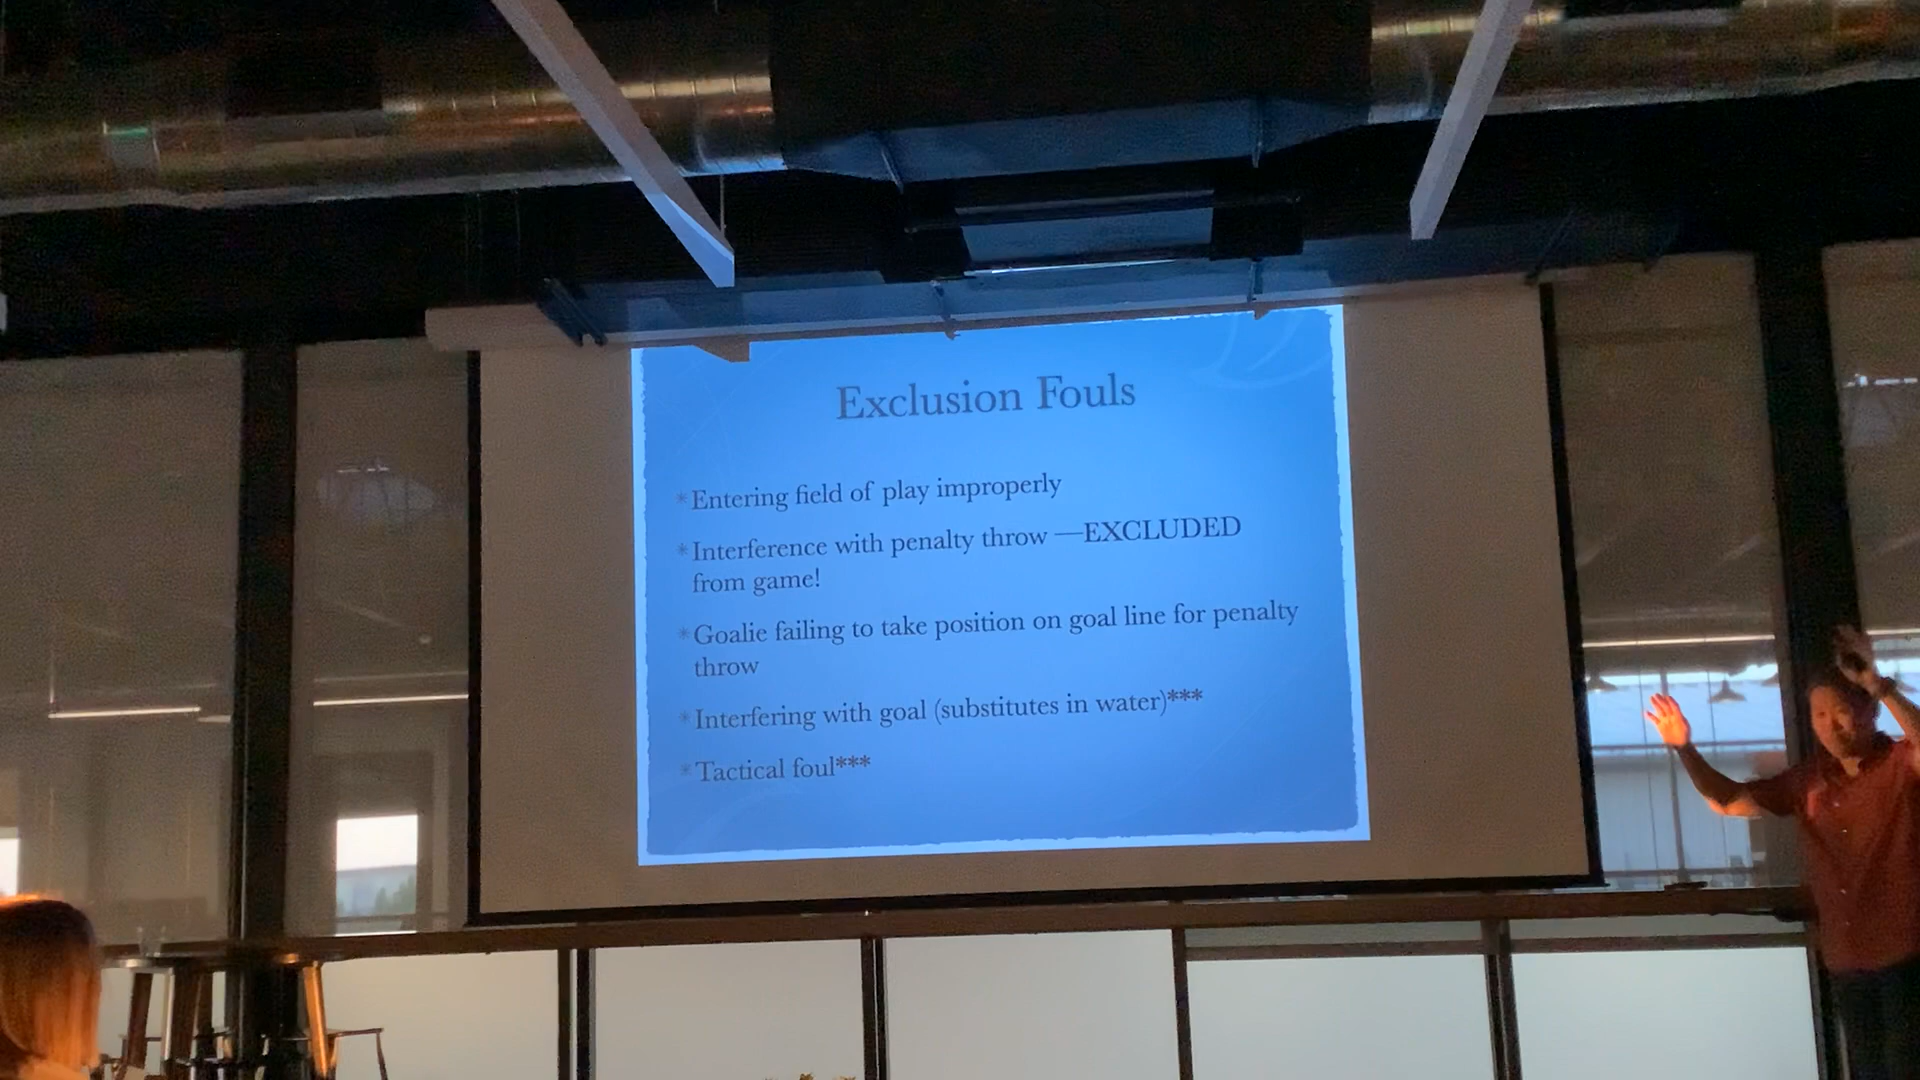 Exclusion Fouls
*Entering field of play improperly
*Interference with penalty throw —EXCLUDED
from game!
*Goalie failing to take position on goal line for penalty
throw
*Interfering with goal (substitutes in water)***
*Tactical foul***